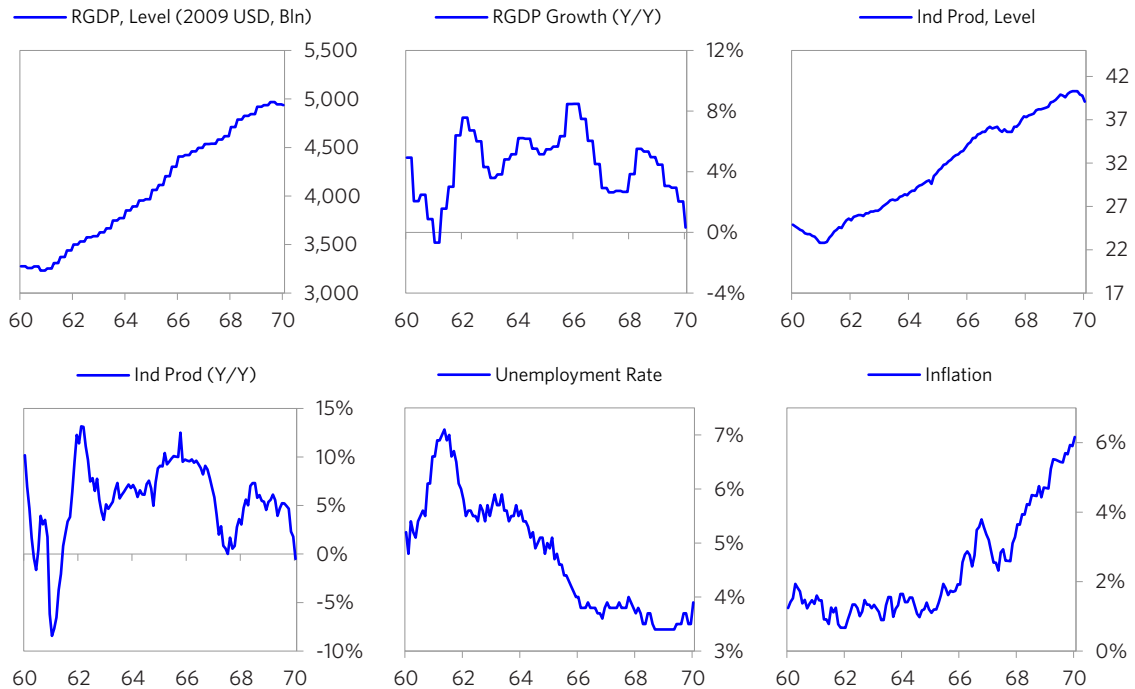 RGDP, Level (2009 USD, Bln)
5,500
5,000
4,500
4,000
3,500
3,000
60 62 64 66 68 70
RGDP Growth (Y/Y)
12%
8%
4%
0%
-4%
60 62 64 66 68 70
Ind Prod, Level
42
37
32
27
22
17
60 62 64 66 68 70
Ind Prod (Y/Y)
15%
10%
5%
0%
-5%
-10%
60 62 64 66 68 70
Unemployment Rate
7%
6%
5%
4%
3%
60 62 64 66 68 70
Inflation
6%
4%
2%
0%
60 62 64 66 68 70